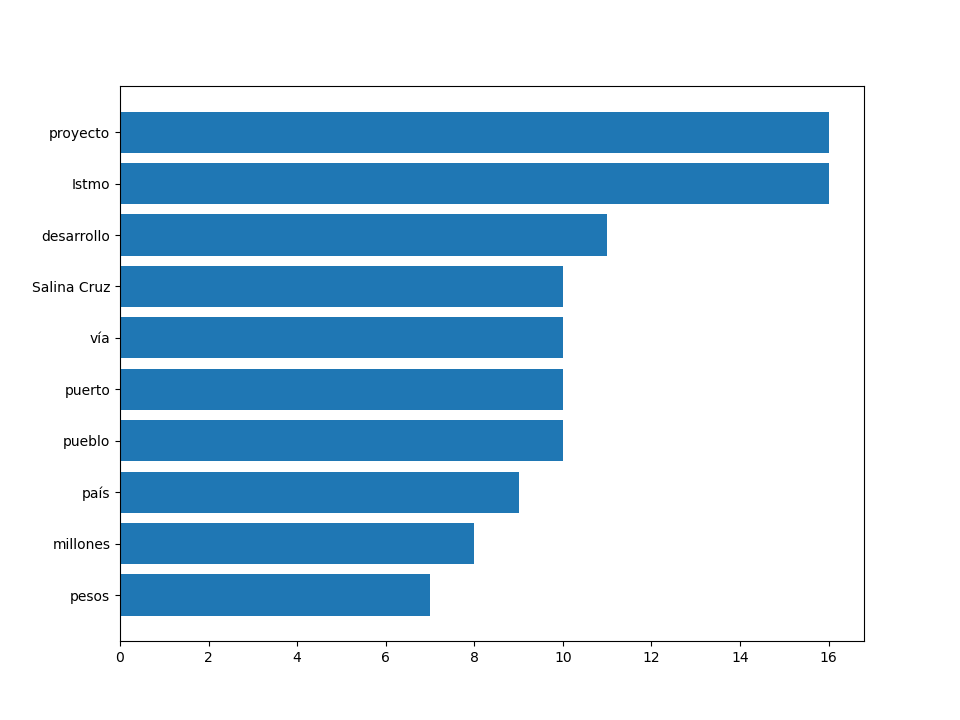 proyecto
Istmo
desarrollo
Salina Cruz
vía
puerto
pueblo
país
millones
pesos
0 2 4 6 8 10 12 14 16